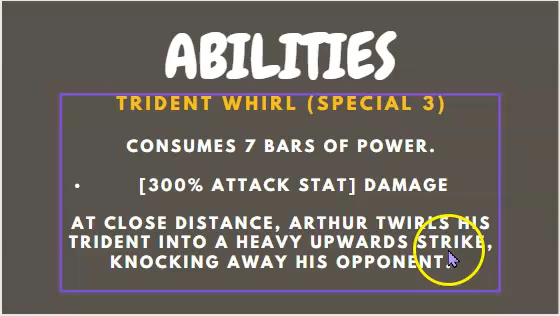 ABILITIES
TRIDENT WHIRL (SPECIAL 3)
CONSUMES 7 BARS OF POWER.
• [300% ATTACK STAT] DAMAGE
AT CLOSE DISTANCE, ARTHUR TWIRLS HIS
TRIDENT INTO A HEAVY UPWARDS STRIKE,
KNOCKING AWAY HIS OPPONENT.